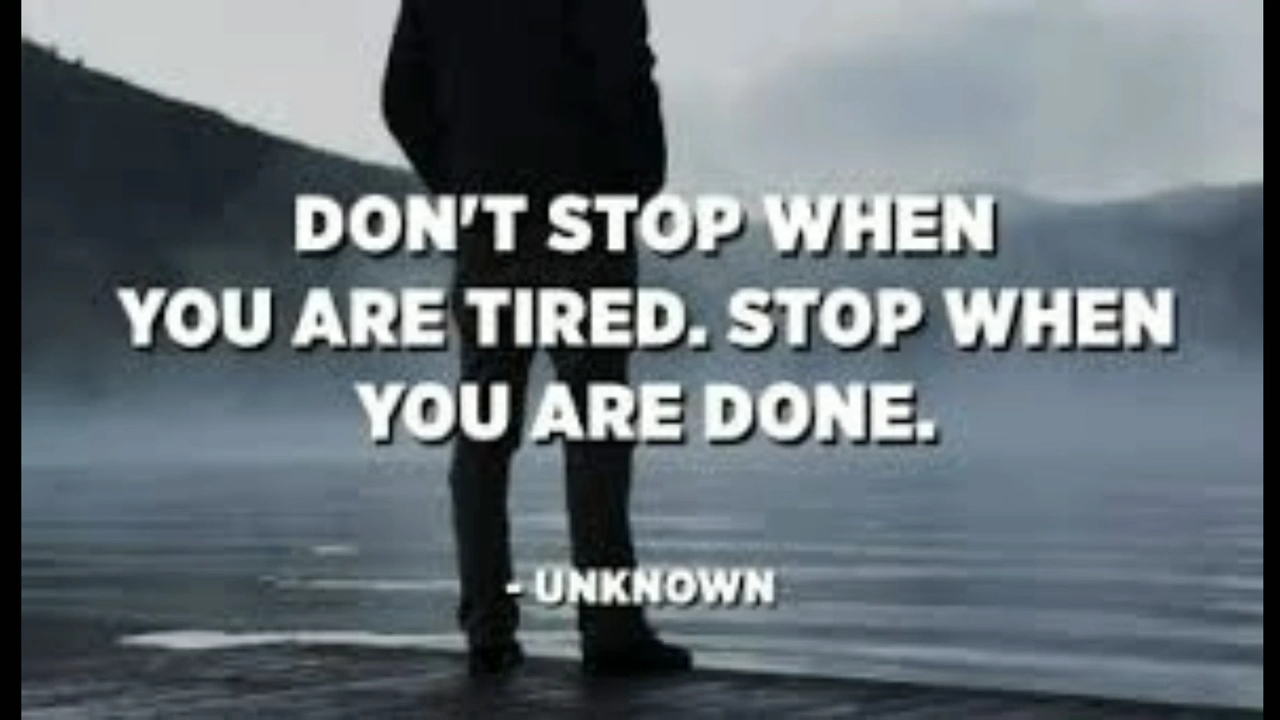 DON'T STOP WHEN
YOU ARE TIRED. STOP WHEN
YOU ARE DONE.
- UNKNOWN